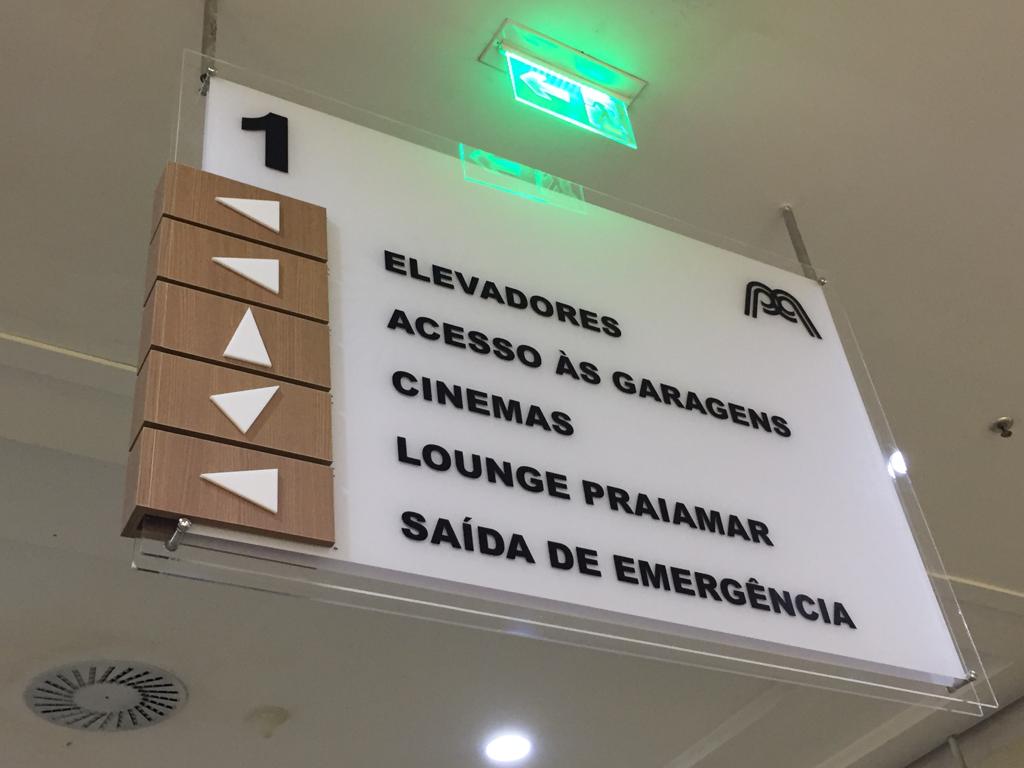 1
ELEVADORES
ACESSO ÀS GARAGENS
CINEMAS
LOUNGE PRAIAMAR
SAÍDA DE EMERGÊNCIA